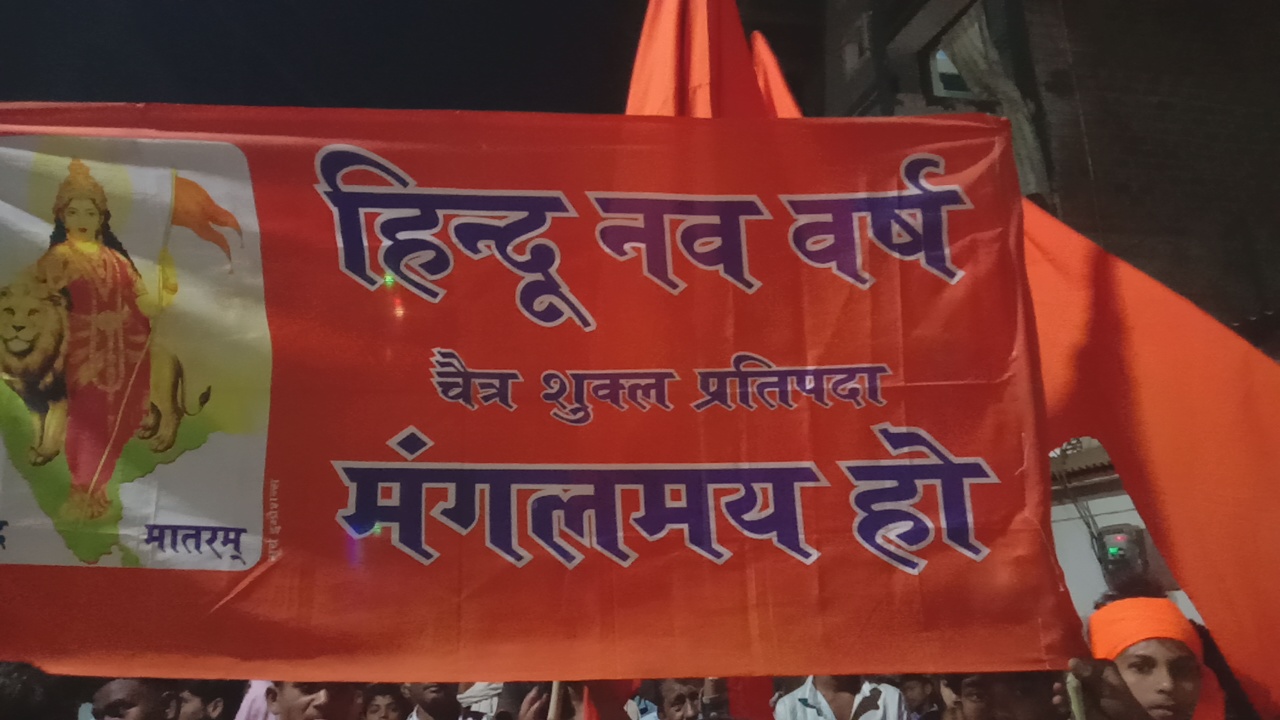 हिन्दू नव वर्ष
चैत्र शुक्ल प्रतिपदा
मंगलमय हो
मातरम्